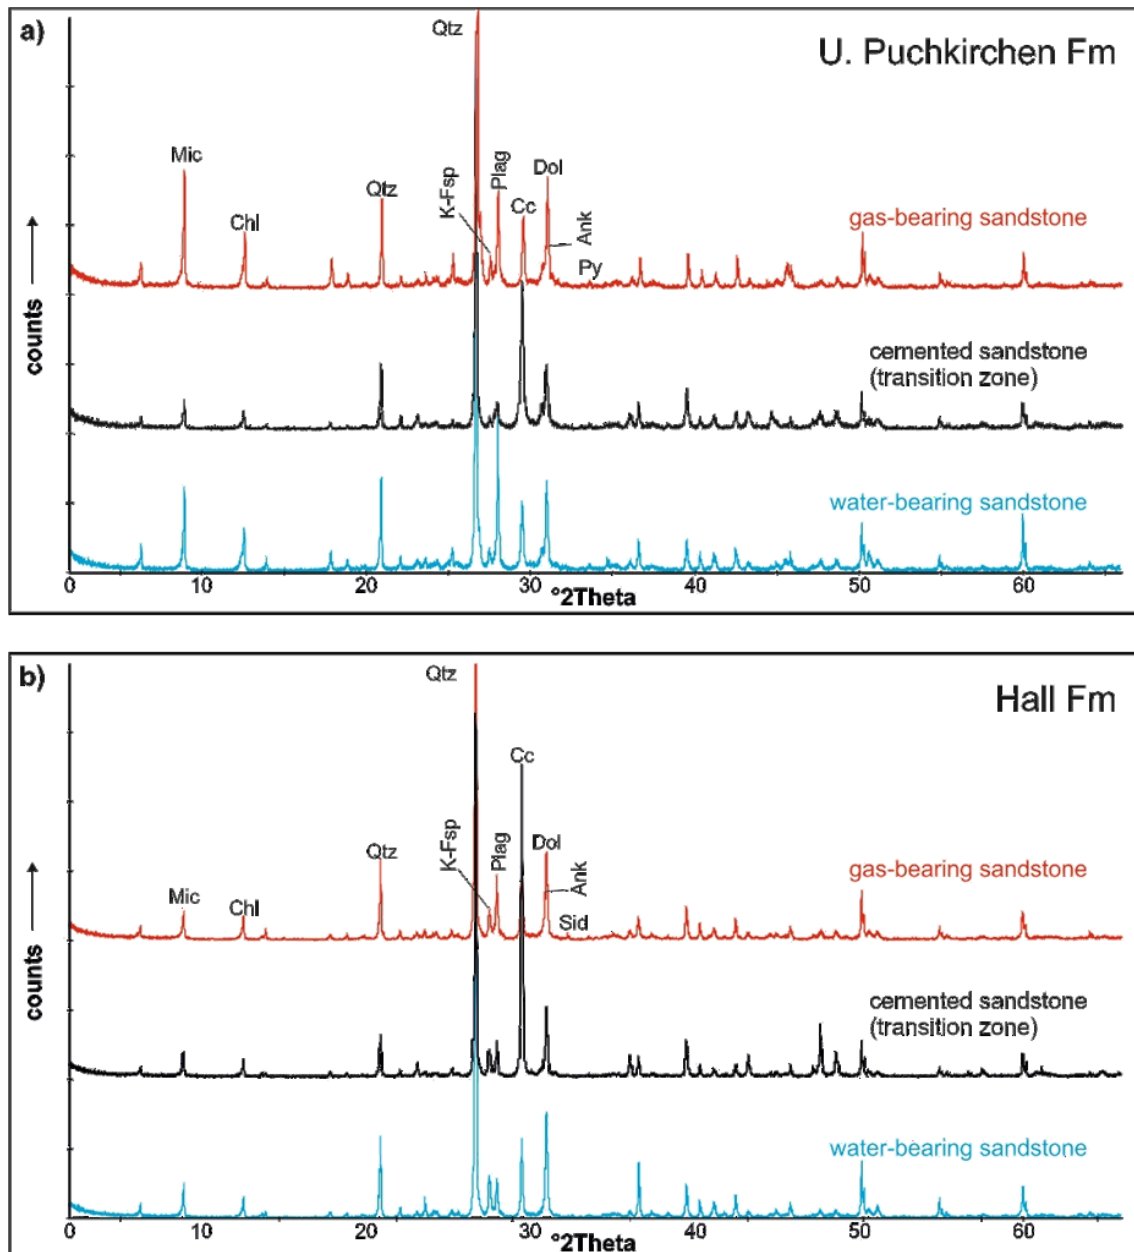 a)
U. Puchkirchen Fm
Qtz
Mic
Chl
Qtz
K-Fsp
Plag
Cc
Dol
Ank
Py
gas-bearing sandstone
cemented sandstone
(transition zone)
water-bearing sandstone
counts
0 10 20 30 40 50 60
°2Theta
b)
Hall Fm
Qtz
Cc
Mic
Chl
Qtz
K-Fsp
Plag
Dol
Ank
Sid
gas-bearing sandstone
cemented sandstone
(transition zone)
water-bearing sandstone
counts
0 10 20 30 40 50 60
°2Theta